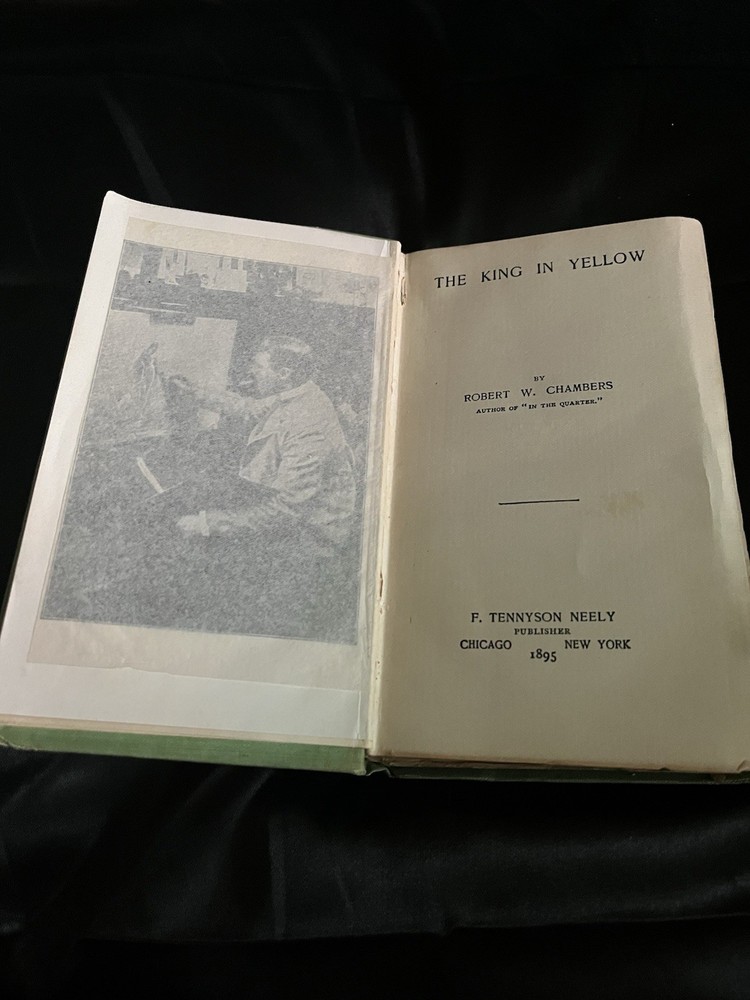 THE KING IN YELLOW
BY
ROBERT W. CHAMBERS
AUTHOR OF "IN THE QUARTER."
F. TENNYSON NEELY
PUBLISHER
CHICAGO NEW YORK
1895